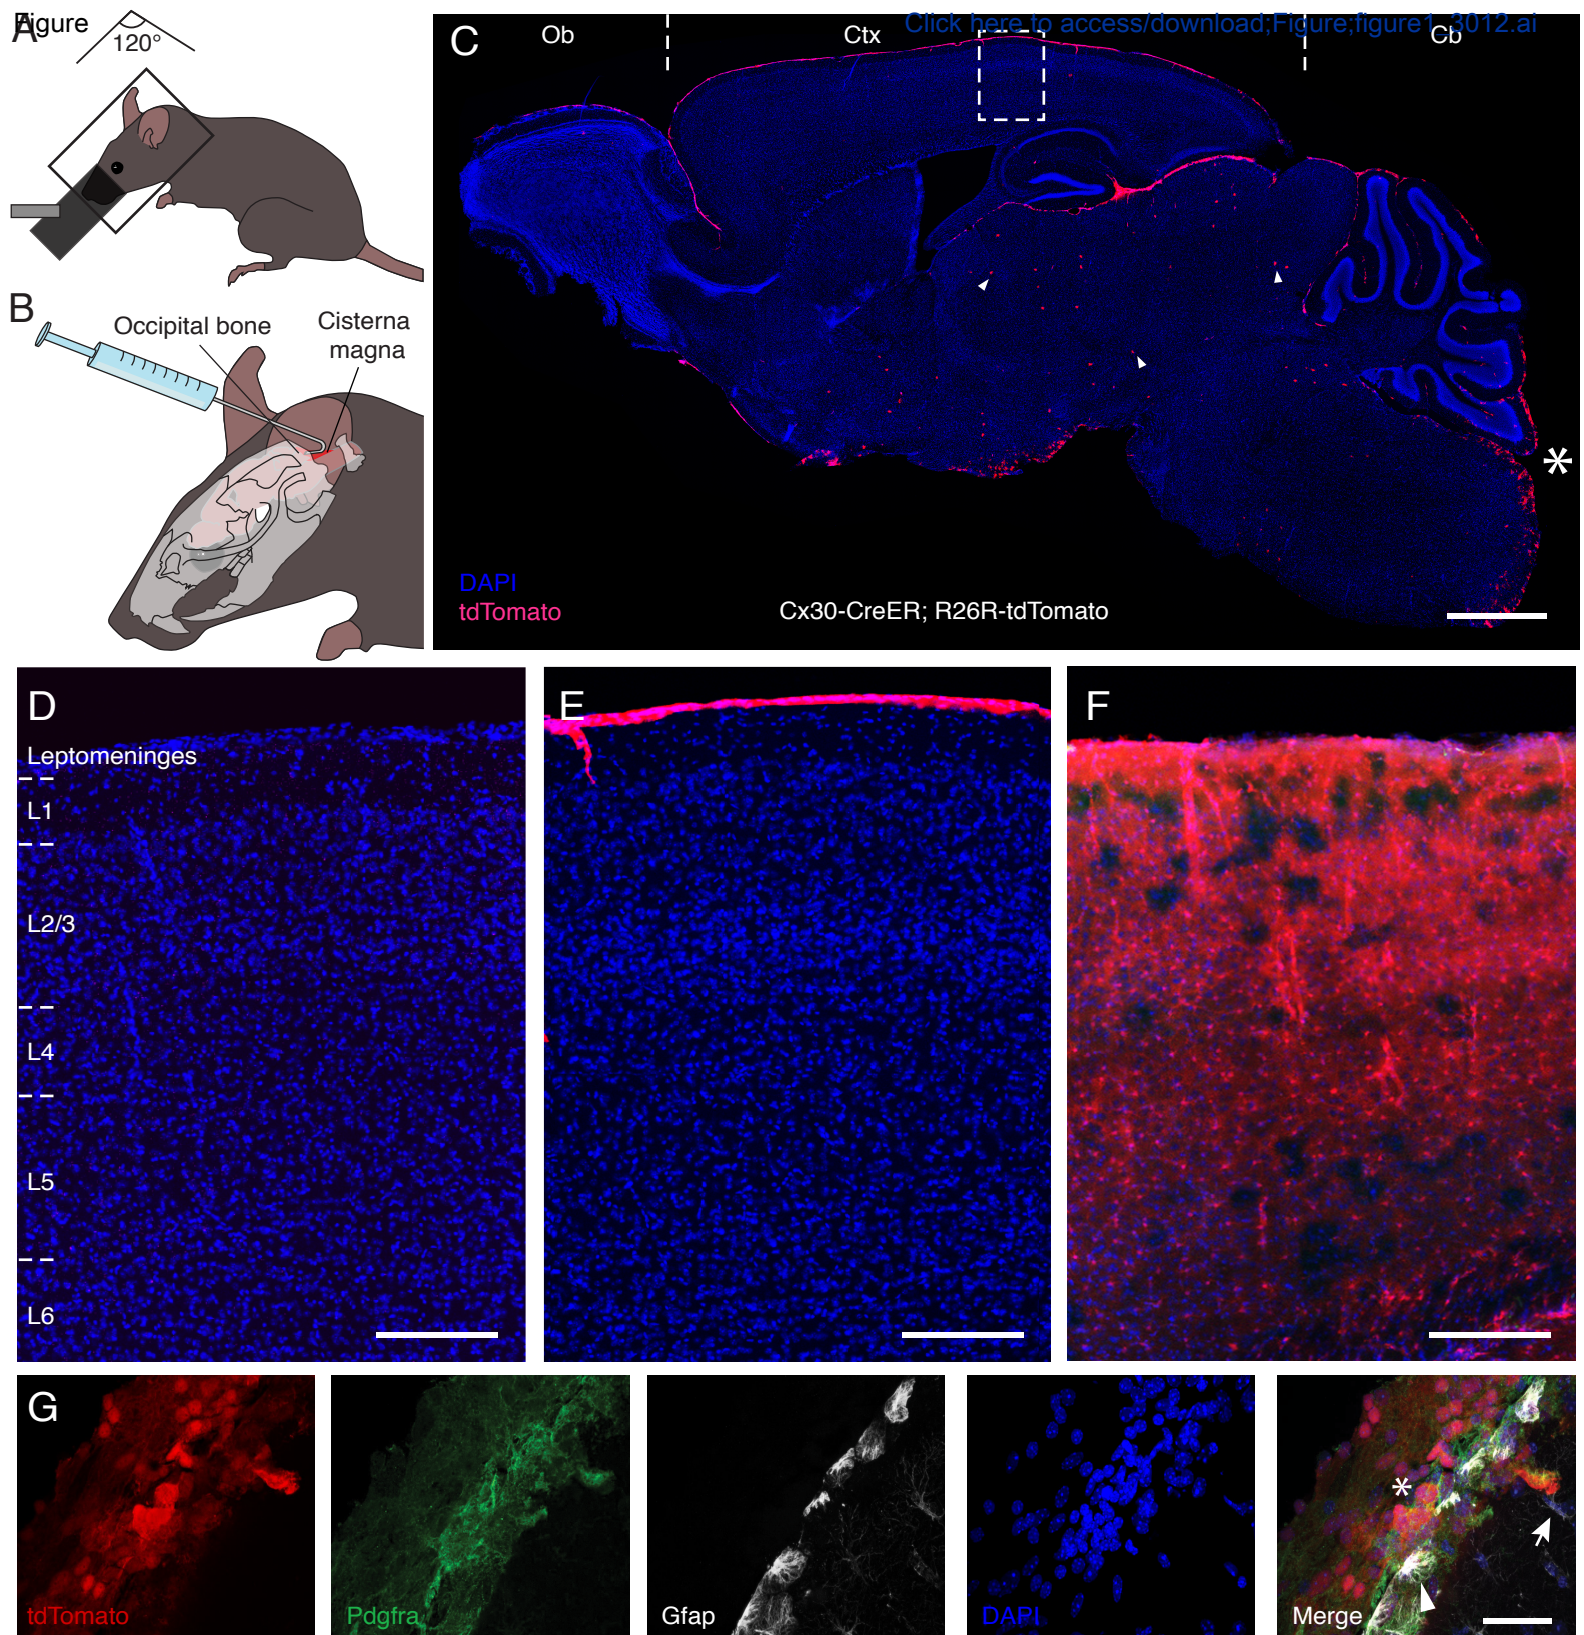 Figure
A
120°
Click here to access/download;Figure;figure1_3012.ai
C
Ob
Ctx
Cb
B
Occipital bone
Cisterna
magna
DAPI
tdTomato
Cx30-CreER; R26R-tdTomato
*
D
Leptomeninges
L1
L2/3
L4
L5
L6
E
F
G
tdTomato
Pdgfra
Gfap
DAPI
*
Merge